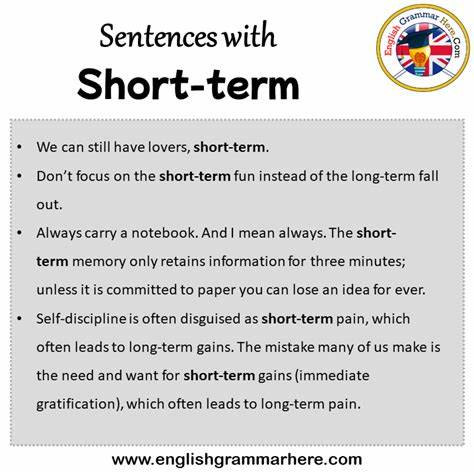 Sentences with
Short-term
English Grammar Here.Com
• We can still have lovers, short-term.
• Don’t focus on the short-term fun instead of the long-term fall
out.
• Always carry a notebook. And I mean always. The short-
term memory only retains information for three minutes;
unless it is committed to paper you can lose an idea for ever.
• Self-discipline is often disguised as short-term pain, which
often leads to long-term gains. The mistake many of us make is
the need and want for short-term gains (immediate
gratification), which often leads to long-term pain.
www.englishgrammarhere.com